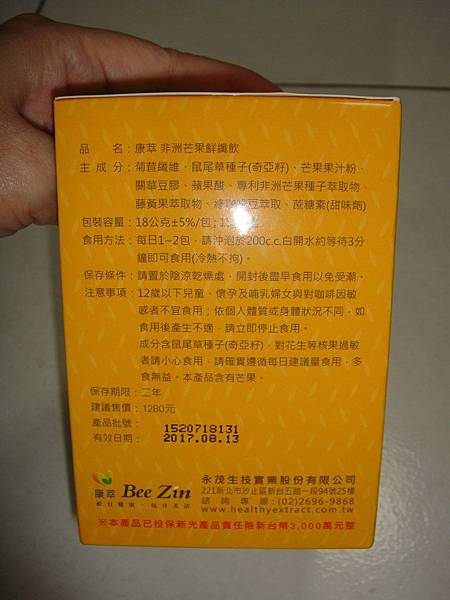 品　　名：康萃 非洲芒果鮮纖飲
主 成 分：菊苣纖維、鼠尾草種子(奇亞籽)、芒果果汁粉、
關華豆膠、蘋果酸、專利非洲芒果種子萃取物、
藤黃果萃取物、綠咖啡豆萃取、蔗糖素(甜味劑)
包裝容量：18公克±5%/包;
食用方法：每日1~2包，請沖泡於200c.c.白開水約等待3分
鐘即可食用(冷熱不拘)。
保存條件：請置於陰涼乾燥處，開封後盡早食用以免受潮。
注意事項：12歲以下兒童、懷孕及哺乳婦女與對咖啡因敏
感者不宜食用；依個人體質或身體狀況不同，如
食用後產生不適，請立即停止食用。
成分含鼠尾草種子(奇亞籽)，對花生等核果過敏
者請小心食用，請確實遵循每日建議量食用，多
食無益。本產品含有芒果。
保存期限：二年
建議售價：1280元
產品批號：1520718131
有效日期：2017.08.13
康萃 Bee Zin
永茂生技實業股份有限公司
221新北市汐止區新台五路一段94號25樓
諮 詢 專 線：(02)2696-9868
www.healthyextract.com.tw
※本產品已投保新光產品責任險新台幣3,000萬元整